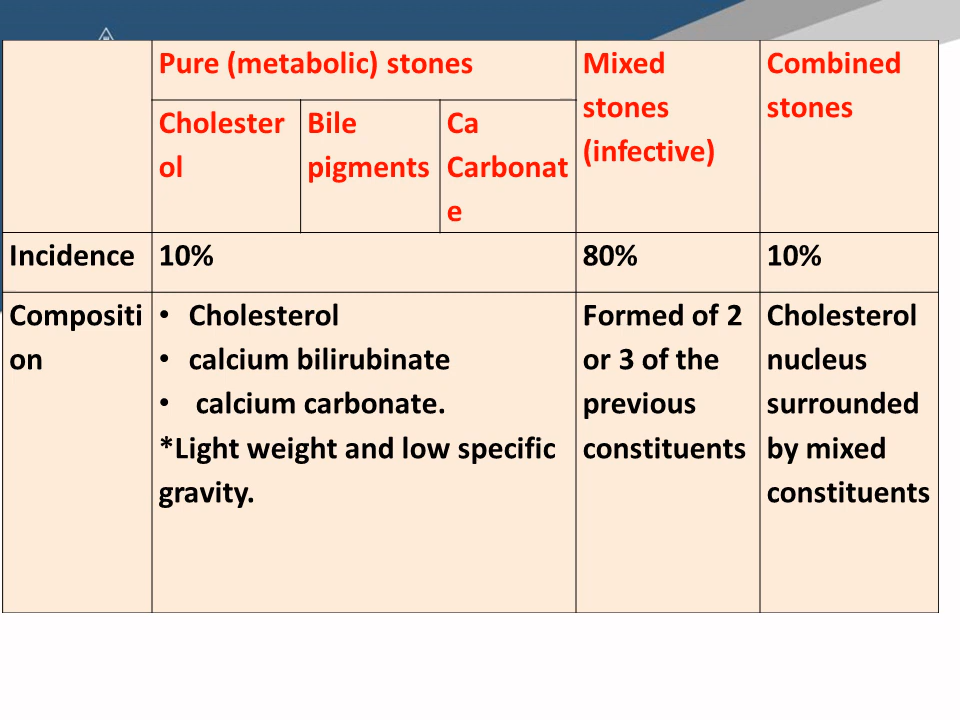 Pure (metabolic) stones
Mixed
stones
(infective)
Combined
stones
Cholester
ol
Bile
pigments
Ca
Carbonat
e
Incidence
10%
80%
10%
Compositi
on
• Cholesterol
• calcium bilirubinate
• calcium carbonate.
*Light weight and low specific
gravity.
Formed of 2
or 3 of the
previous
constituents
Cholesterol
nucleus
surrounded
by mixed
constituents